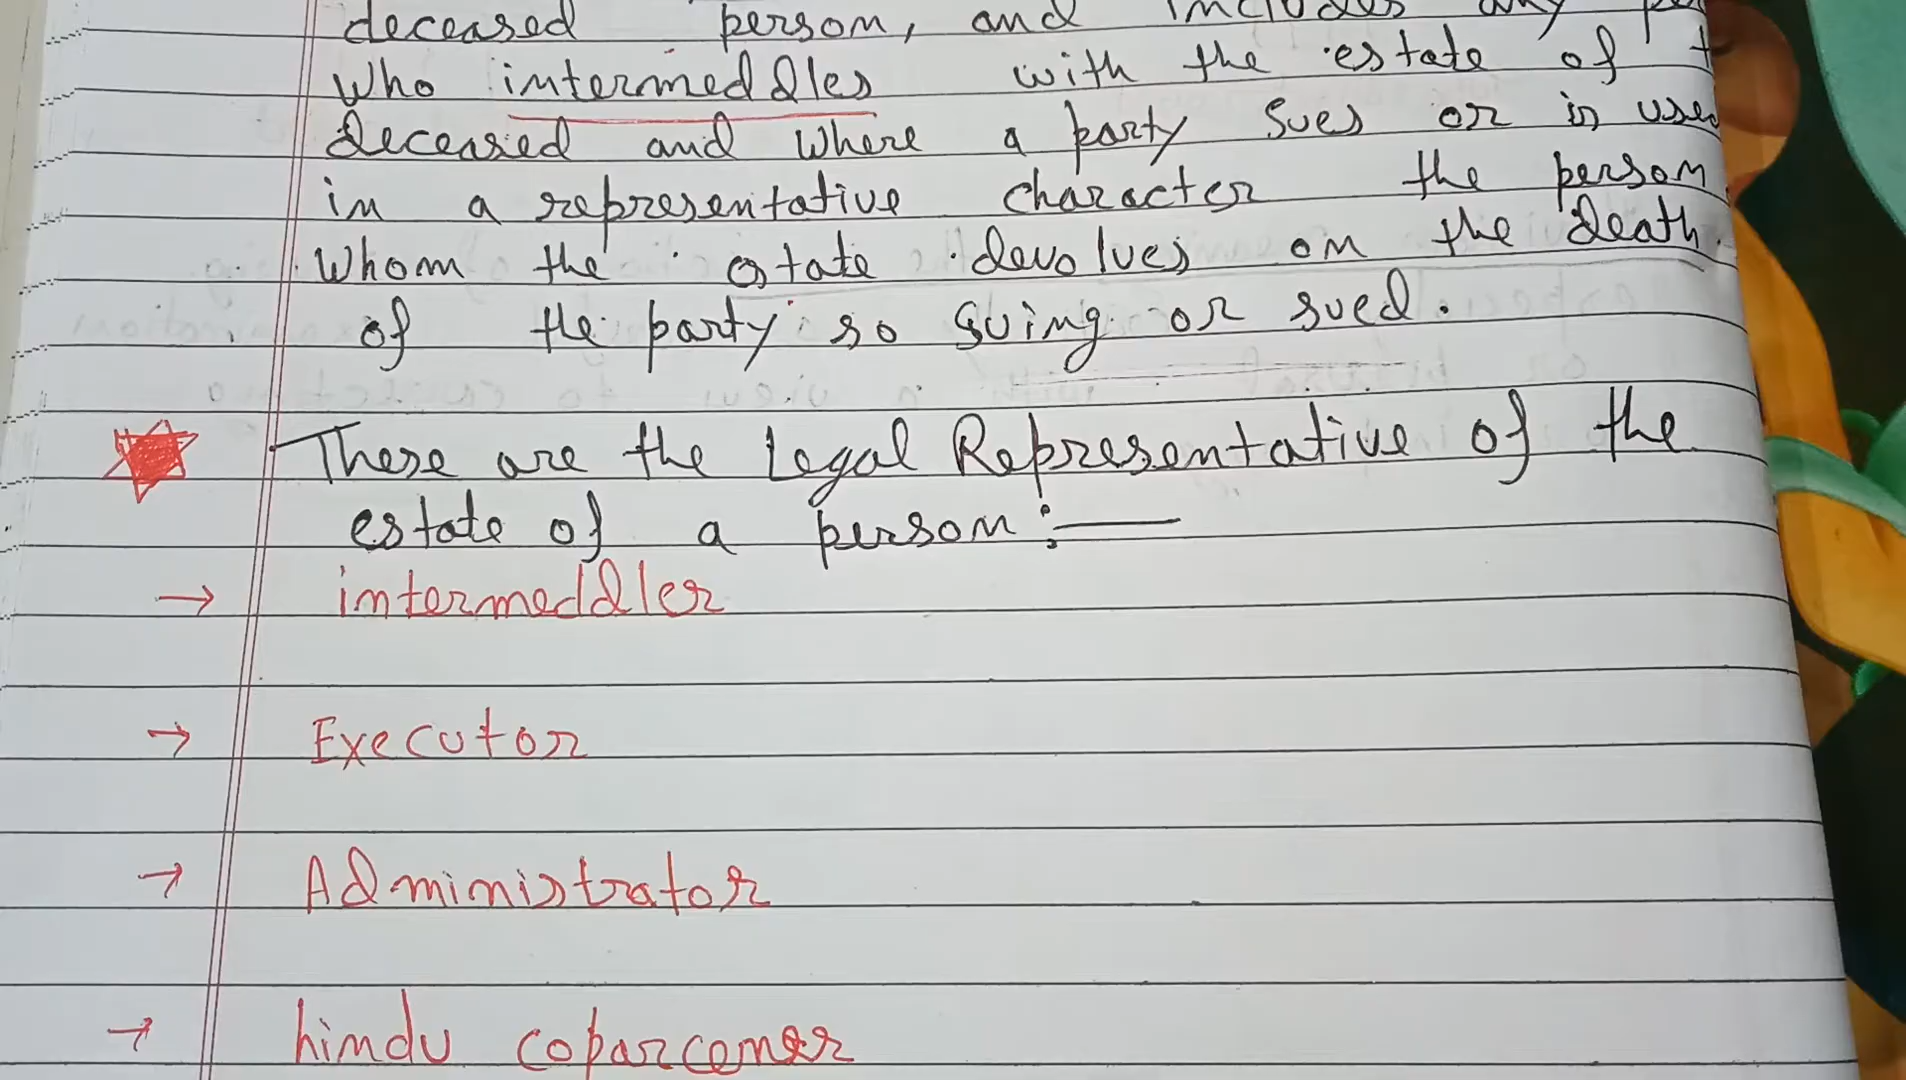 deceased person, and includes any
who intermeddles with the estate of
deceased and where a party sues or is used
in a representative character the person
whom the estate devolves on the death
of the party so suing or sued.
These are the Legal Representative of the
estate of a person :—
→ intermeddler
→ Executor
→ Administrator
→ hindu coparcener